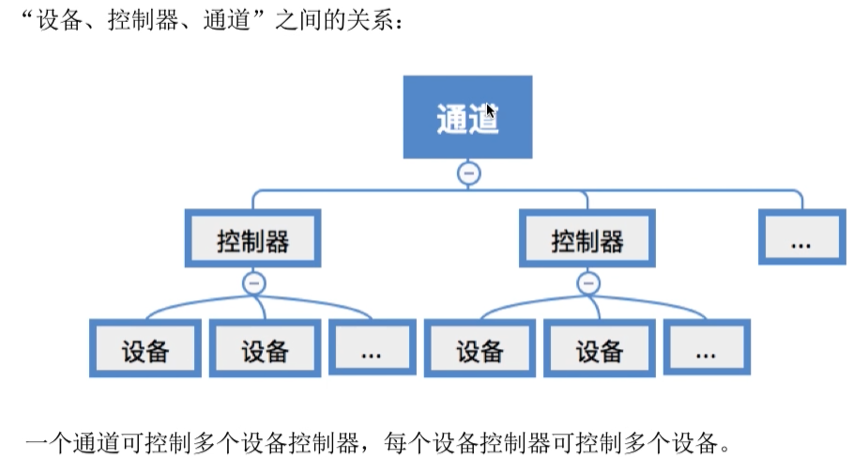 “设备、控制器、通道”之间的关系：
通道
控制器 控制器 ...
设备 设备 ... 设备 设备 ...
一个通道可控制多个设备控制器，每个设备控制器可控制多个设备。